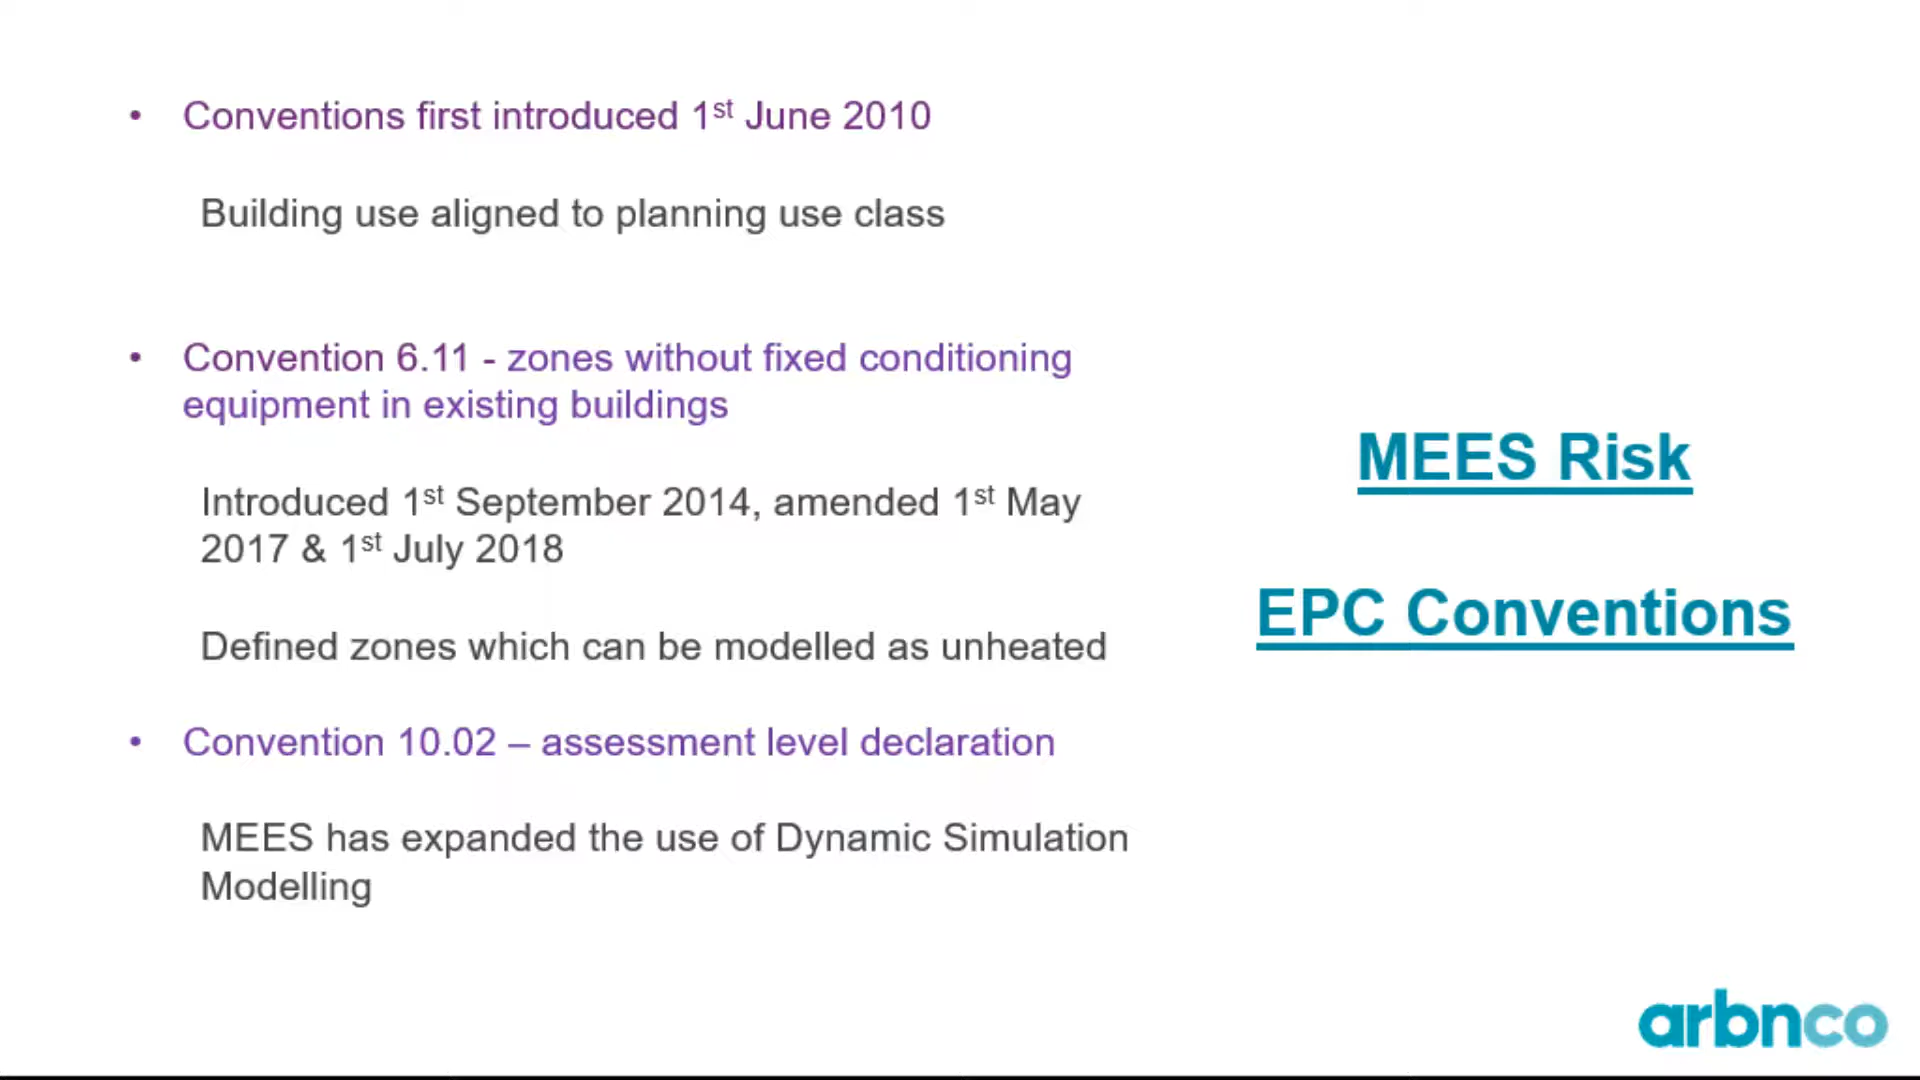 • Conventions first introduced 1st June 2010
Building use aligned to planning use class
• Convention 6.11 - zones without fixed conditioning
equipment in existing buildings
Introduced 1st September 2014, amended 1st May
2017 & 1st July 2018
Defined zones which can be modelled as unheated
• Convention 10.02 – assessment level declaration
MEES has expanded the use of Dynamic Simulation
Modelling
MEES Risk
EPC Conventions
arbnco